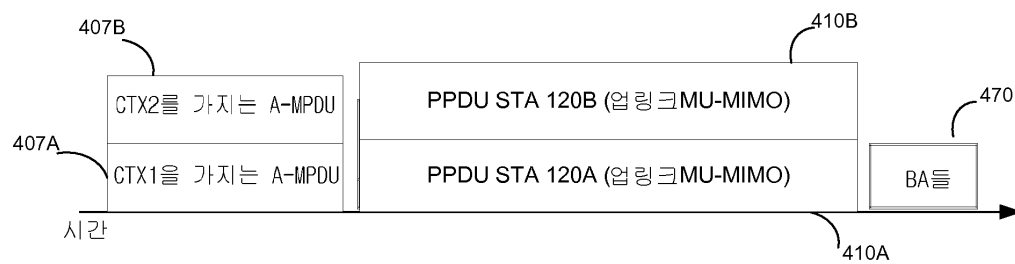 407B
410B
CTX2를 가지는 A-MPDU
PPDU STA 120B (업링크MU-MIMO)
470
407A
CTX1을 가지는 A-MPDU
PPDU STA 120A (업링크MU-MIMO)
BA들
시간
410A